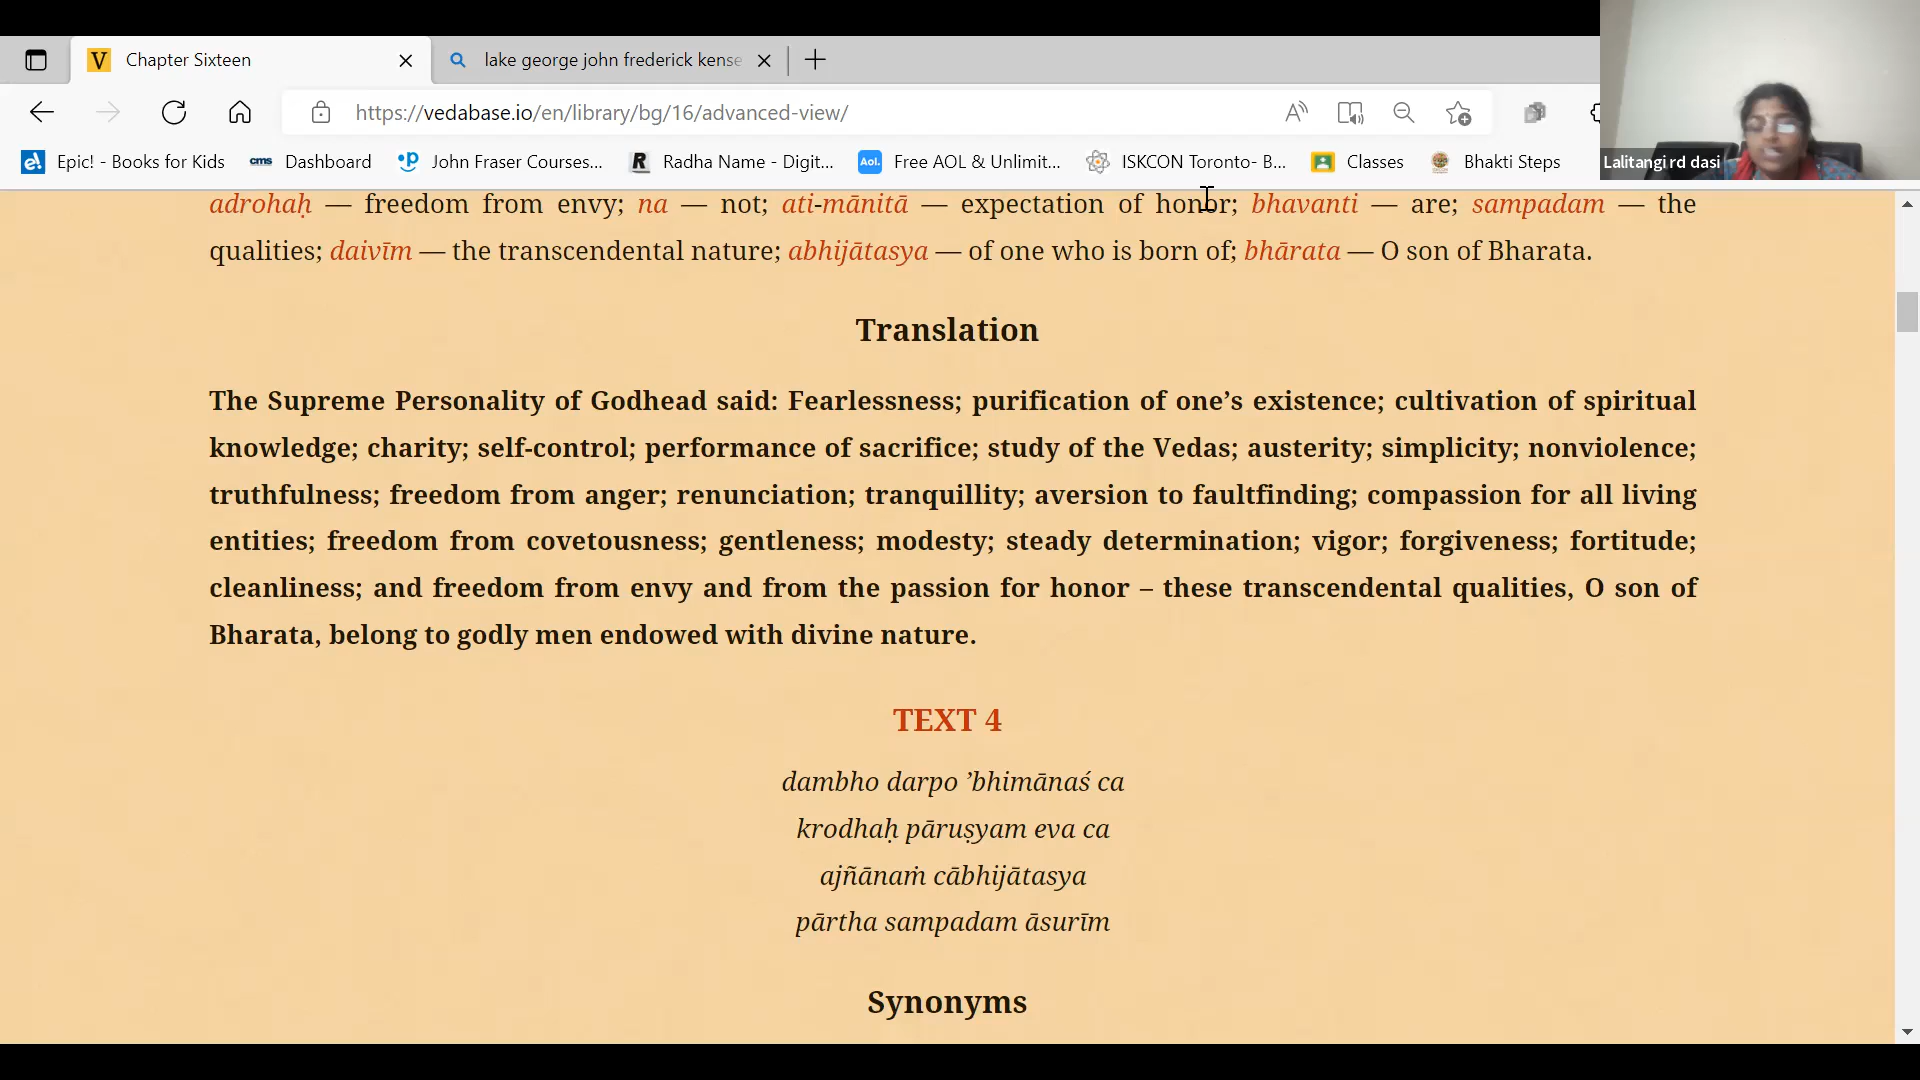 Chapter Sixteen
lake george john frederick kense
https://vedabase.io/en/library/bg/16/advanced-view/
Epic! - Books for Kids
cms Dashboard
John Fraser Courses...
R Radha Name - Digit...
Aol. Free AOL & Unlimit...
ISKCON Toronto- B...
Classes
Bhakti Steps
Lalitangi rd dasi
adrohaḥ — freedom from envy; na — not; ati-mānitā — expectation of honor; bhavanti — are; sampadam — the
qualities; daivīm — the transcendental nature; abhijātasya — of one who is born of; bhārata — O son of Bharata.
Translation
The Supreme Personality of Godhead said: Fearlessness; purification of one’s existence; cultivation of spiritual
knowledge; charity; self-control; performance of sacrifice; study of the Vedas; austerity; simplicity; nonviolence;
truthfulness; freedom from anger; renunciation; tranquillity; aversion to faultfinding; compassion for all living
entities; freedom from covetousness; gentleness; modesty; steady determination; vigor; forgiveness; fortitude;
cleanliness; and freedom from envy and from the passion for honor – these transcendental qualities, O son of
Bharata, belong to godly men endowed with divine nature.
TEXT 4
dambho darpo ’bhimānaś ca
krodhaḥ pāruṣyam eva ca
ajñānaṁ cābhijātasya
pārtha sampadam āsurīm
Synonyms